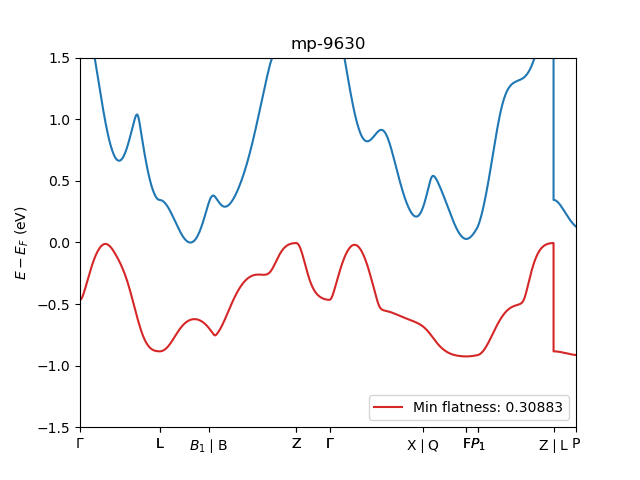 mp-9630
E − E_F (eV)
1.5
1.0
0.5
0.0
−0.5
−1.0
−1.5
Min flatness: 0.30883
Γ L B₁ | B Z Γ X | Q F P₁ Z | L P